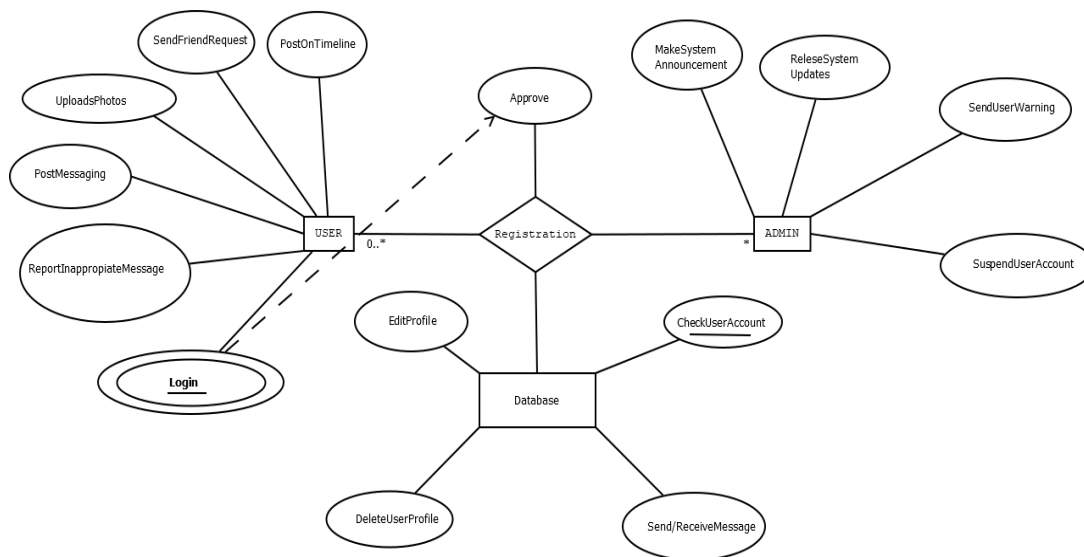 SendFriendRequest
PostOnTimeline
MakeSystem
Announcement
ReleseSystem
Updates
UploadsPhotos
Approve
SendUserWarning
PostMessaging
USER
0..*
Registration
*
ADMIN
ReportInappropiateMessage
SuspendUserAccount
EditProfile
CheckUserAccount
Login
Database
DeleteUserProfile
Send/ReceiveMessage